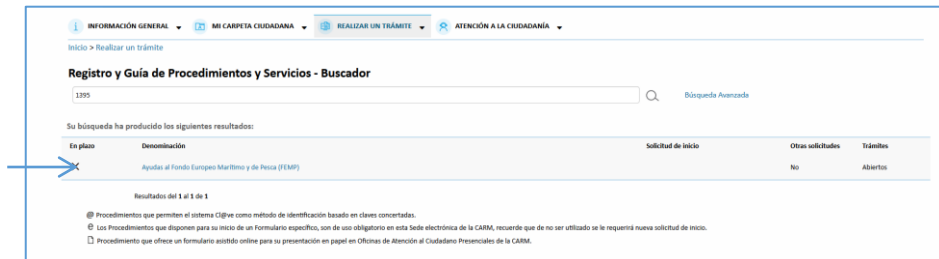 INFORMACIÓN GENERAL MI CARPETA CIUDADANA REALIZAR UN TRÁMITE ATENCIÓN A LA CIUDADANÍA
Inicio > Realizar un trámite
Registro y Guía de Procedimientos y Servicios - Buscador
1395 Búsqueda Avanzada
Su búsqueda ha producido los siguientes resultados:
En plazo Denominación Solicitud de inicio Otras solicitudes Trámites
Ayudas al Fondo Europeo Marítimo y de Pesca (FEMP) No Abiertos
Resultados del 1 al 1 de 1
@ Procedimientos que permiten el sistema Cl@ve como método de identificación basado en claves concertadas.
e Los Procedimientos que disponen para su inicio de un Formulario específico, son de uso obligatorio en esta Sede electrónica de la CARM, recuerde que de no ser utilizado se le requerirá nueva solicitud de inicio.
Procedimiento que ofrece un formulario asistido online para su presentación en papel en Oficinas de Atención al Ciudadano Presenciales de la CARM.